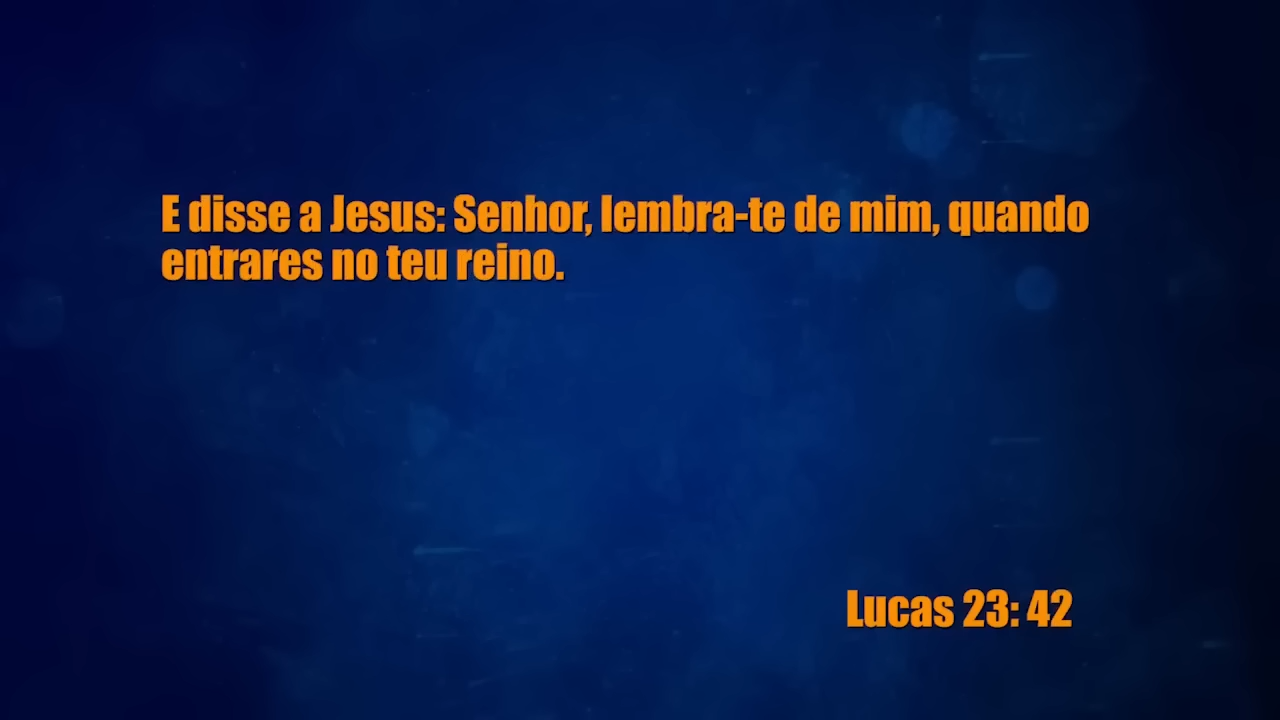 E disse a Jesus: Senhor, lembra-te de mim, quando
entrares no teu reino.
Lucas 23: 42